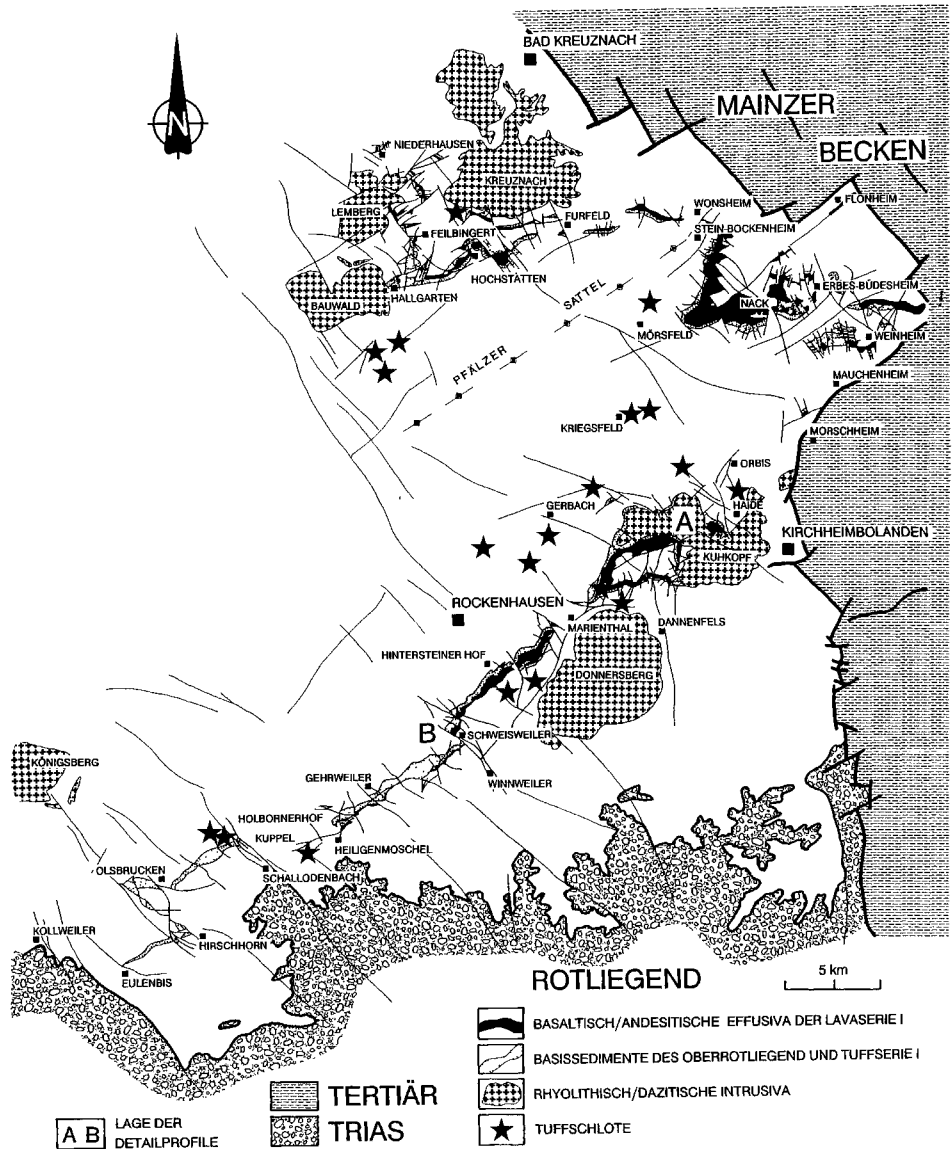 BAD KREUZNACH
MAINZER
BECKEN
N
NIEDERHAUSEN
KREUZNACH
LEMBERG
WONSHEIM
FLONHEIM
FURFELD
STEIN-BOCKENHEIM
FEILBINGERT
HOCHSTÄTTEN
SATTEL
ERBES-BÜDESHEIM
HALLGARTEN
BAUWALD
NACK
MÖRSFELD
WEINHEIM
PFÄLZER
MAUCHENHEIM
KRIEGSFELD
MORSCHHEIM
ORBIS
GERBACH
HAIDE
A
KIRCHHEIMBOLANDEN
KUHKOPF
ROCKENHAUSEN
MARIENTHAL
DANNENFELS
HINTERSTEINER HOF
DONNERSBERG
B
SCHWEISWEILER
KÖNIGSBERG
WINNWEILER
GEHRWEILER
HOLBORNERHOF
KUPPEL
HEILIGENMOSCHEL
OLSBRÜCKEN
SCHALLODENBACH
KOLLWEILER
HIRSCHHORN
EULENBIS
ROTLIEGEND
5 km
BASALTISCH/ANDESITISCHE EFFUSIVA DER LAVASERIE I
BASISSEDIMENTE DES OBERROTLIEGEND UND TUFFSERIE I
RHYOLITHISCH/DAZITISCHE INTRUSIVA
TUFFSCHLOTE
TERTIÄR
TRIAS
A B LAGE DER
DETAILPROFILE